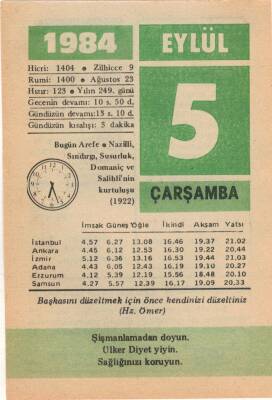 1984
EYLÜL
Hicri: 1404 • Zilhicce 9
Rumi: 1400 • Ağustos 23
Hızır: 123 • Yılın 249. günü
Gecenin devamı: 10 s. 50 d.
Gündüzün devamı: 13 s. 10 d.
Gündüzün kısalışı: 3 dakika
5
ÇARŞAMBA
Bugün Arefe • Nazilli,
Sındırgı, Susurluk,
Domaniç ve
Salihli'nin
kurtuluşu
(1922)
İmsak Güneş Öğle İkindi Akşam Yatsı
İstanbul 4.57 6.27 13.08 16.46 19.37 21.02
Ankara 4.45 6.12 12.53 16.30 19.22 20.44
İzmir 5.12 6.36 13.16 16.53 19.44 21.03
Adana 4.43 6.05 12.43 16.19 19.10 20.27
Erzurum 4.12 5.39 12.19 15.56 18.48 20.10
Samsun 4.27 5.57 12.39 16.17 19.09 20.33
Başkasını düzeltmek için önce kendinizi düzeltiniz
(Hz. Ömer)
Şişmanlamadan doyun.
Ülker Diyet yiyin.
Sağlığınızı koruyun.